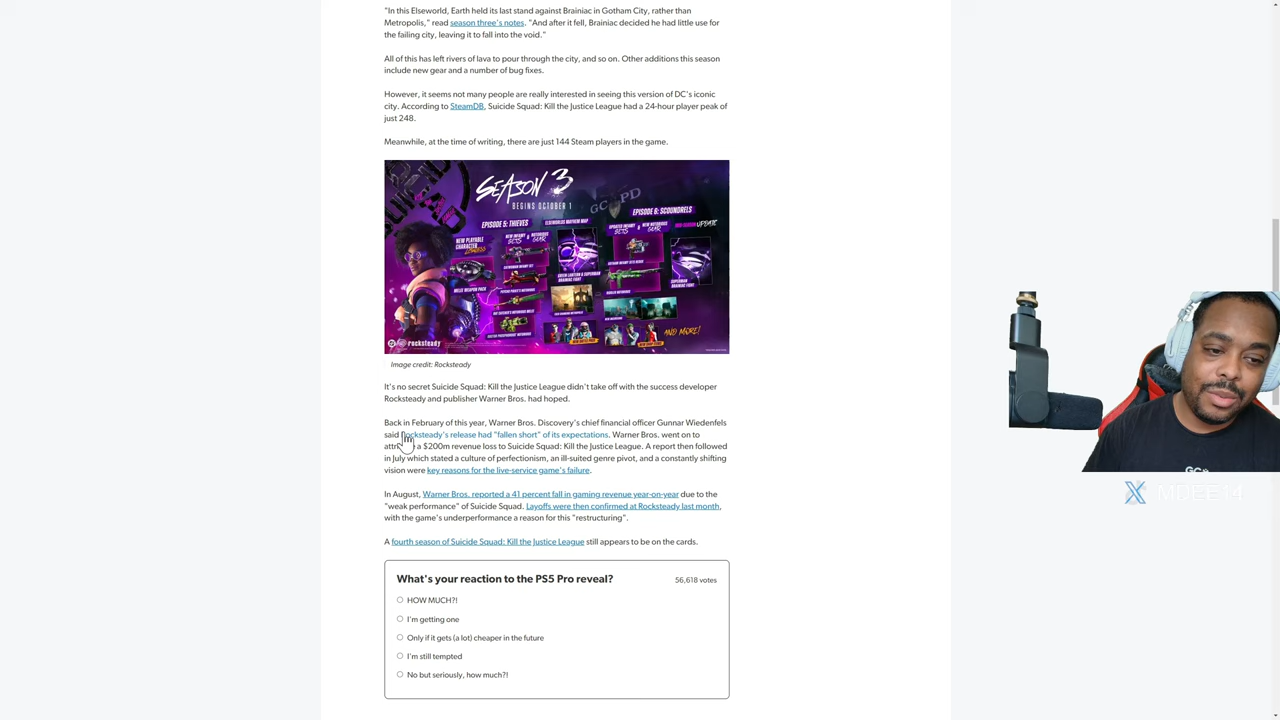 "In this Elseworld, Earth held its last stand against Brainiac in Gotham City, rather than
Metropolis," read season three's notes. "And after it fell, Brainiac decided he had little use for
the failing city, leaving it to fall into the void."
All of this has left rivers of lava to pour through the city, and so on. Other additions this season
include new gear and a number of bug fixes.
However, it seems not many people are really interested in seeing this version of DC's iconic
city. According to SteamDB, Suicide Squad: Kill the Justice League had a 24-hour player peak of
just 248.
Meanwhile, at the time of writing, there are just 144 Steam players in the game.
SEASON 3
BEGINS OCTOBER 1
GCPD
EPISODE 5: THIEVES
EPISODE 6: SCOUNDRELS
NEW PLAYABLE
CHARACTER
AND MORE!
rocksteady
Image credit: Rocksteady
It's no secret Suicide Squad: Kill the Justice League didn't take off with the success developer
Rocksteady and publisher Warner Bros. had hoped.
Back in February of this year, Warner Bros. Discovery's chief financial officer Gunnar Wiedenfels
said Rocksteady's release had "fallen short" of its expectations. Warner Bros. went on to
a $200m revenue loss to Suicide Squad: Kill the Justice League. A report then followed
in July which stated a culture of perfectionism, an ill-suited genre pivot, and a constantly shifting
vision were key reasons for the live-service game's failure.
In August, Warner Bros. reported a 41 percent fall in gaming revenue year-on-year due to the
"weak performance" of Suicide Squad. Layoffs were then confirmed at Rocksteady last month,
with the game's underperformance a reason for this "restructuring".
A fourth season of Suicide Squad: Kill the Justice League still appears to be on the cards.
What's your reaction to the PS5 Pro reveal?
56,618 votes
HOW MUCH?!
I'm getting one
Only if it gets (a lot) cheaper in the future
I'm still tempted
No but seriously, how much?!
MDEE14